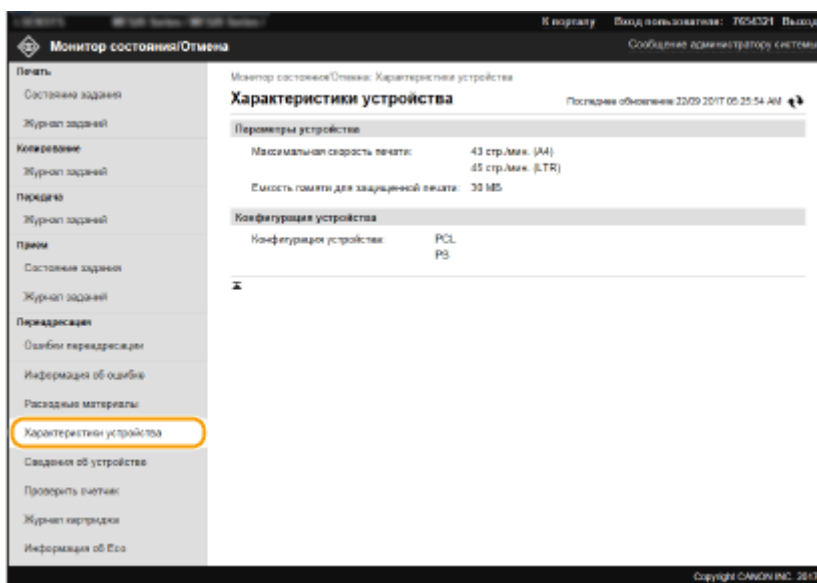 К порталу Вход пользователя: 7654321 Выход
Монитор состояния/Отмена
Сообщение администратору системы
Печать
Состояние задания
Журнал заданий
Копирование
Журнал заданий
Передача
Журнал заданий
Прием
Состояние задания
Журнал заданий
Переадресация
Ошибки переадресации
Информация об ошибке
Расходные материалы
Характеристики устройства
Сведения об устройстве
Проверить счетчик
Журнал картриджа
Информация об Eco
Монитор состояния/Отмена: Характеристики устройства
Характеристики устройства
Последнее обновление: 22/09 2017 05:25:54 AM
Параметры устройства
Максимальная скорость печати: 43 стр./мин. (A4)
45 стр./мин. (LTR)
Емкость памяти для защищенной печати: 30 МБ
Конфигурация устройства
Конфигурация устройства: PCL
PS
Copyright CANON INC. 2017